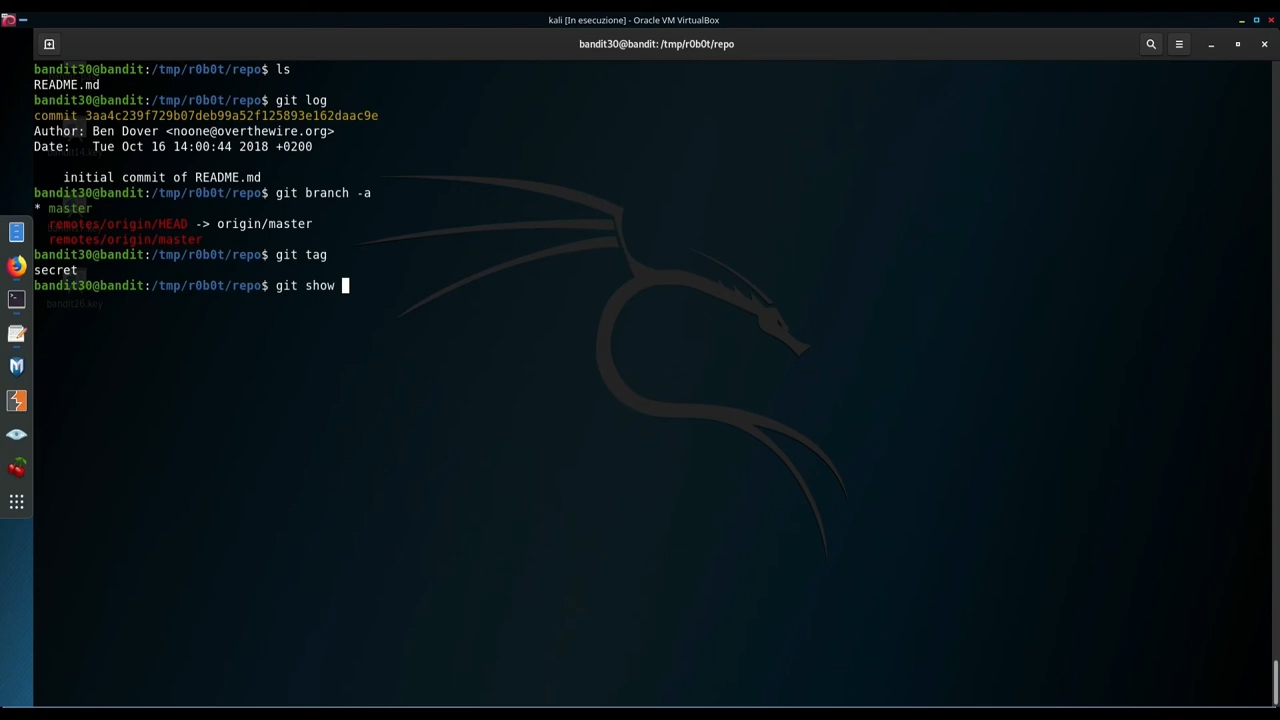 kali [In esecuzione] - Oracle VM VirtualBox
bandit30@bandit: /tmp/r0b0t/repo
bandit30@bandit:/tmp/r0b0t/repo$ ls
README.md
bandit30@bandit:/tmp/r0b0t/repo$ git log
commit 3aa4c239f729b07deb99a52f125893e162daac9e
Author: Ben Dover <noone@overthewire.org>
Date:   Tue Oct 16 14:00:44 2018 +0200
bandit14.key
    initial commit of README.md
bandit30@bandit:/tmp/r0b0t/repo$ git branch -a
* master
  remotes/origin/HEAD -> origin/master
  remotes/origin/master
bandit30@bandit:/tmp/r0b0t/repo$ git tag
secret
bandit30@bandit:/tmp/r0b0t/repo$ git show
bandit26.key